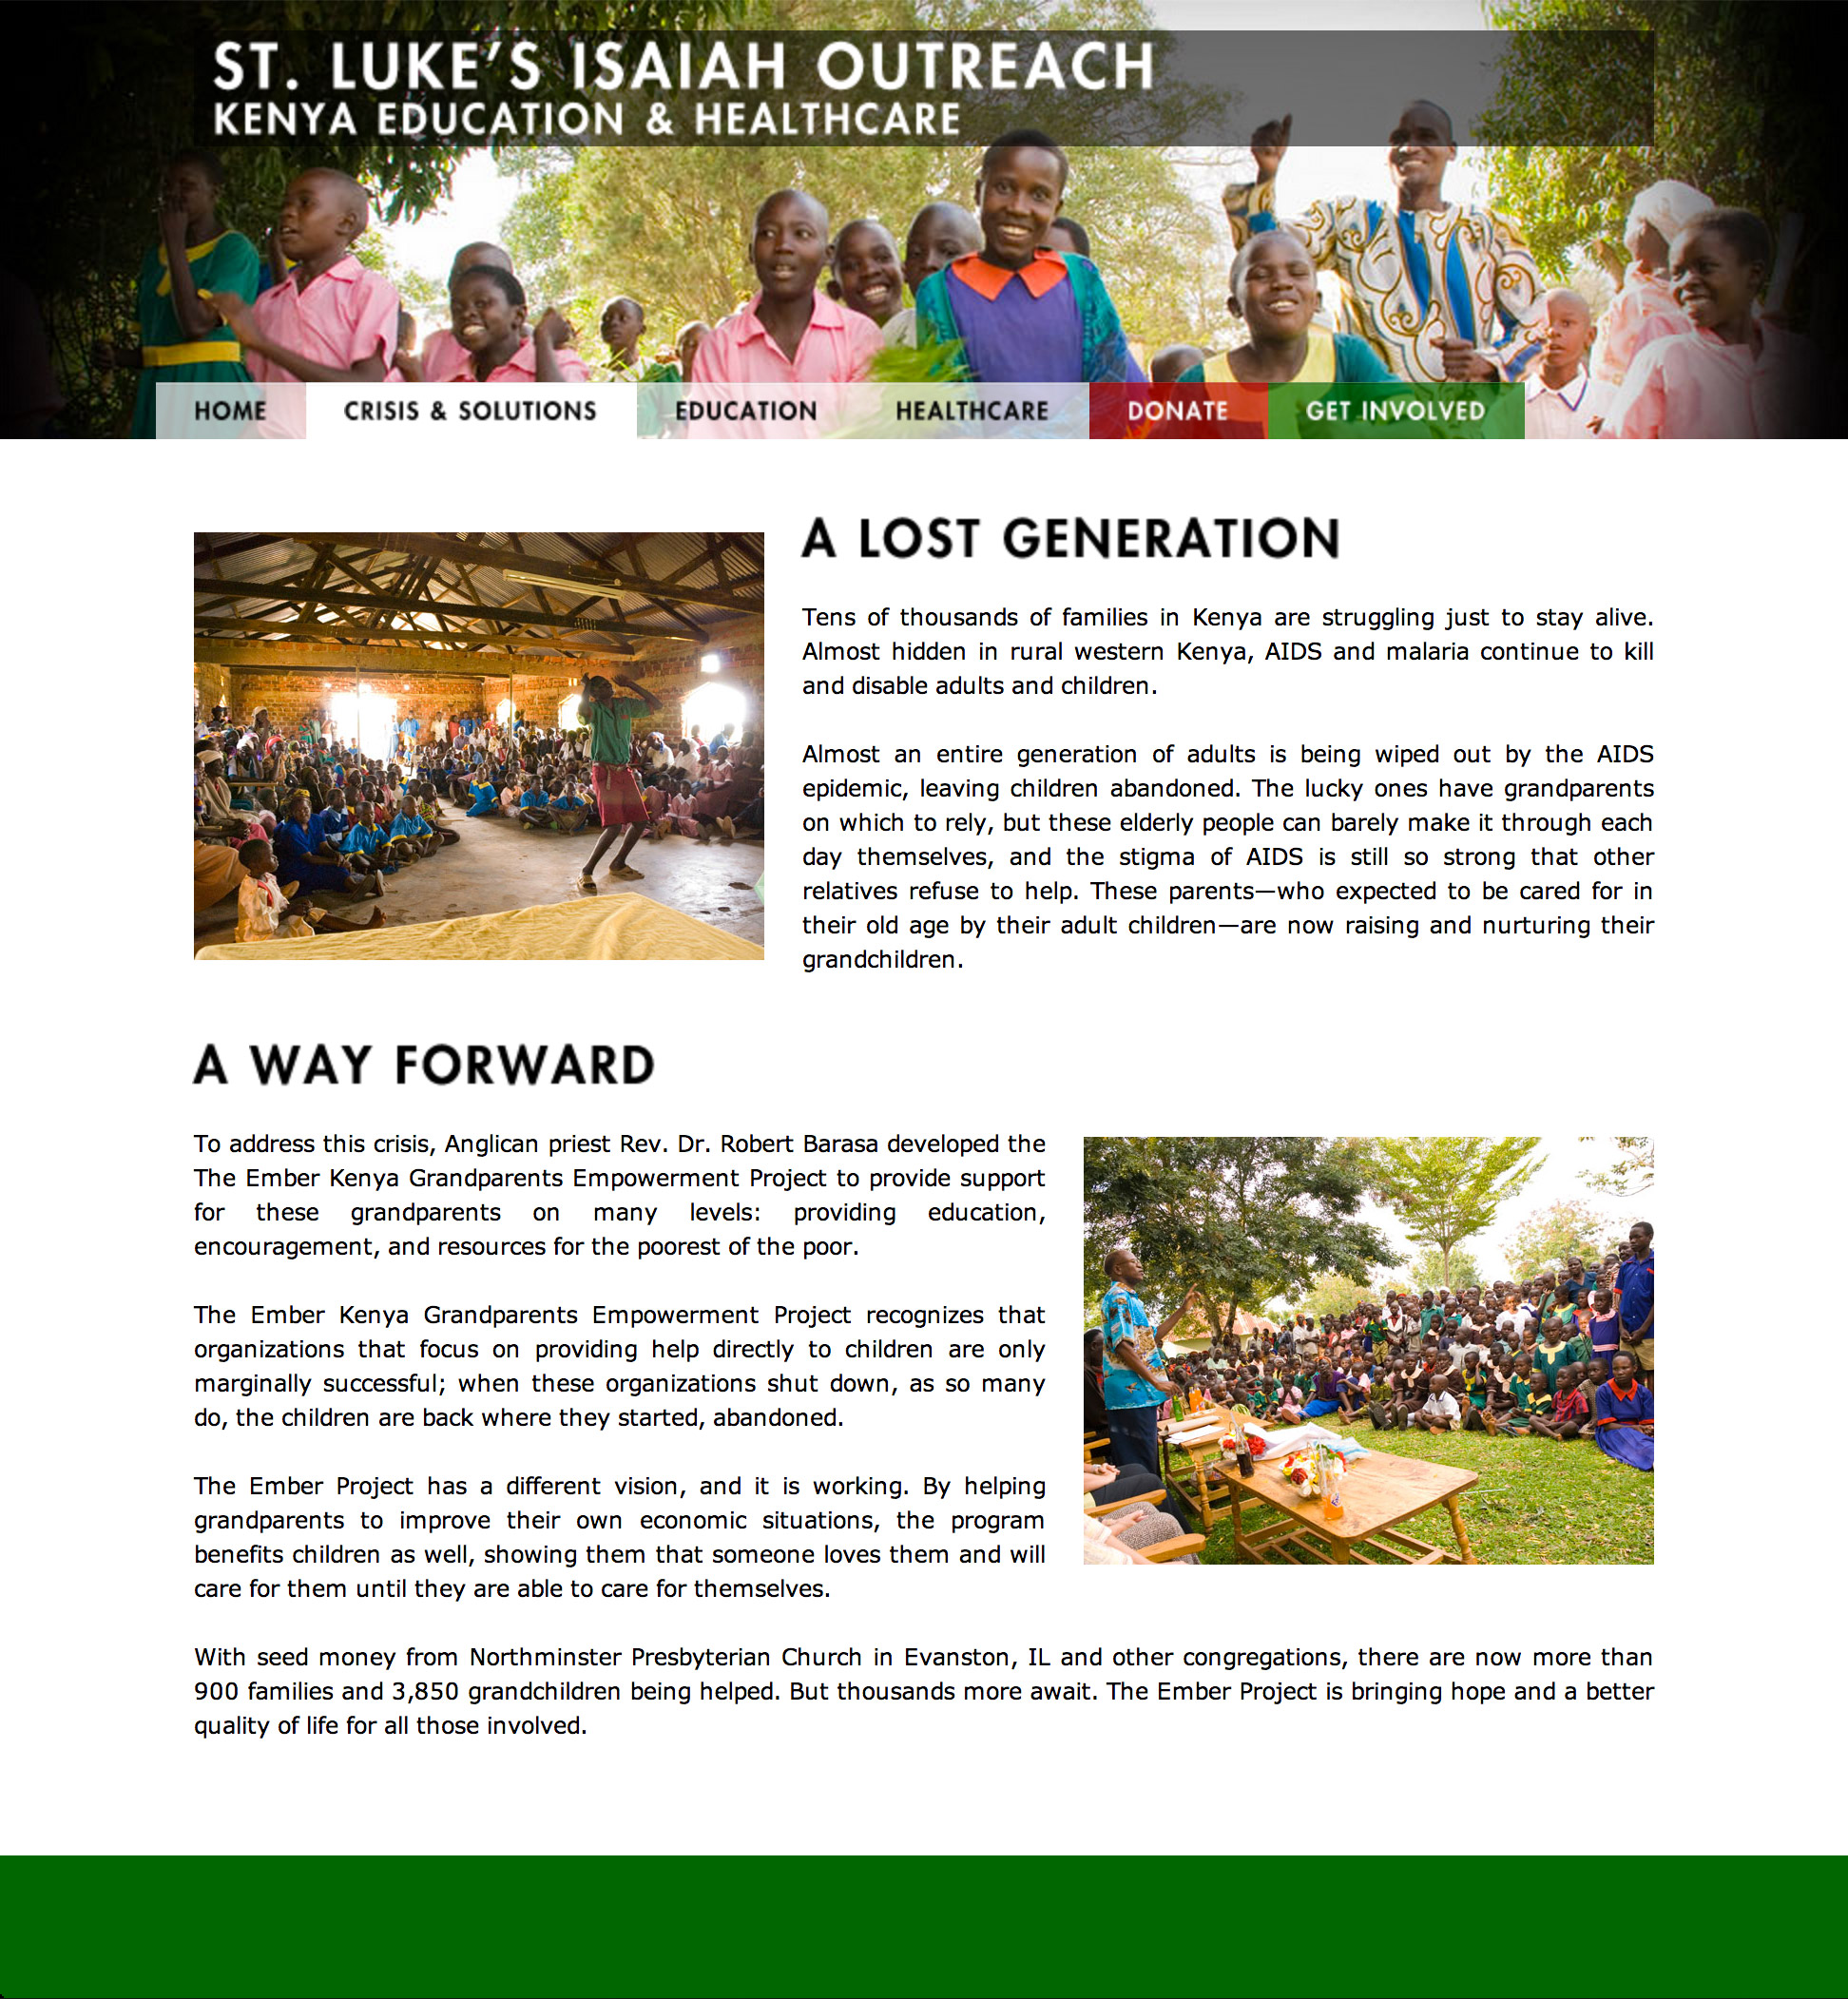 ST. LUKE’S ISAIAH OUTREACH
KENYA EDUCATION & HEALTHCARE
HOME
CRISIS & SOLUTIONS
EDUCATION
HEALTHCARE
DONATE
GET INVOLVED
A LOST GENERATION
Tens of thousands of families in Kenya are struggling just to stay alive.
Almost hidden in rural western Kenya, AIDS and malaria continue to kill
and disable adults and children.
Almost an entire generation of adults is being wiped out by the AIDS
epidemic, leaving children abandoned. The lucky ones have grandparents
on which to rely, but these elderly people can barely make it through each
day themselves, and the stigma of AIDS is still so strong that other
relatives refuse to help. These parents—who expected to be cared for in
their old age by their adult children—are now raising and nurturing their
grandchildren.
A WAY FORWARD
To address this crisis, Anglican priest Rev. Dr. Robert Barasa developed the
The Ember Kenya Grandparents Empowerment Project to provide support
for these grandparents on many levels: providing education,
encouragement, and resources for the poorest of the poor.
The Ember Kenya Grandparents Empowerment Project recognizes that
organizations that focus on providing help directly to children are only
marginally successful; when these organizations shut down, as so many
do, the children are back where they started, abandoned.
The Ember Project has a different vision, and it is working. By helping
grandparents to improve their own economic situations, the program
benefits children as well, showing them that someone loves them and will
care for them until they are able to care for themselves.
With seed money from Northminster Presbyterian Church in Evanston, IL and other congregations, there are now more than
900 families and 3,850 grandchildren being helped. But thousands more await. The Ember Project is bringing hope and a better
quality of life for all those involved.